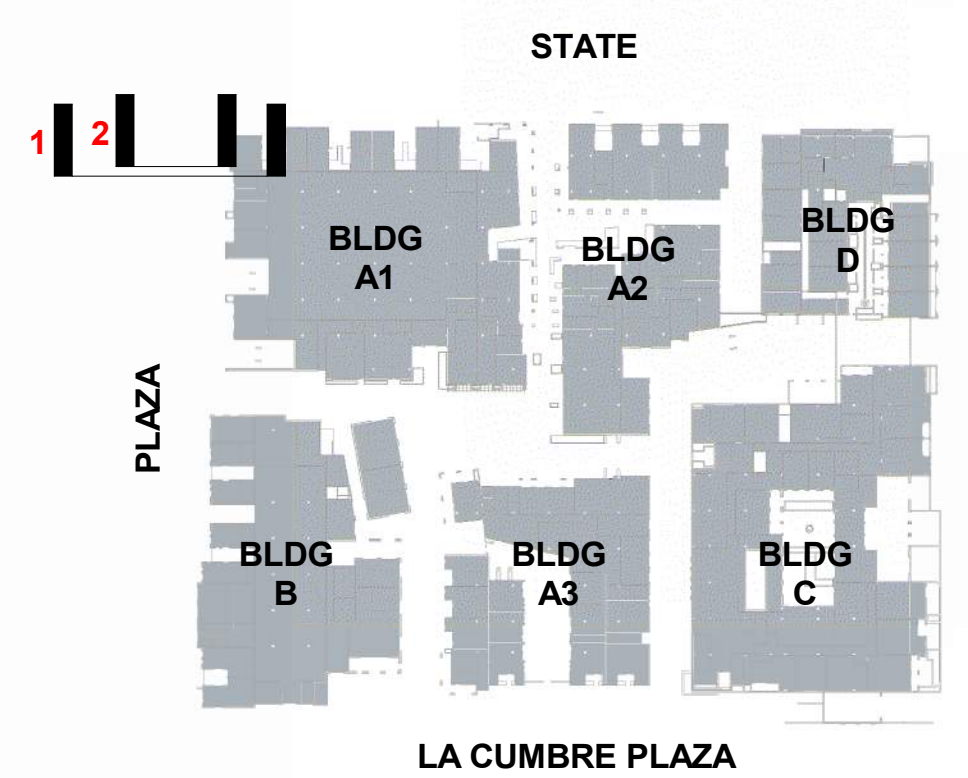 STATE
1
2
BLDG
A1
BLDG
A2
BLDG
D
PLAZA
BLDG
B
BLDG
A3
BLDG
C
LA CUMBRE PLAZA